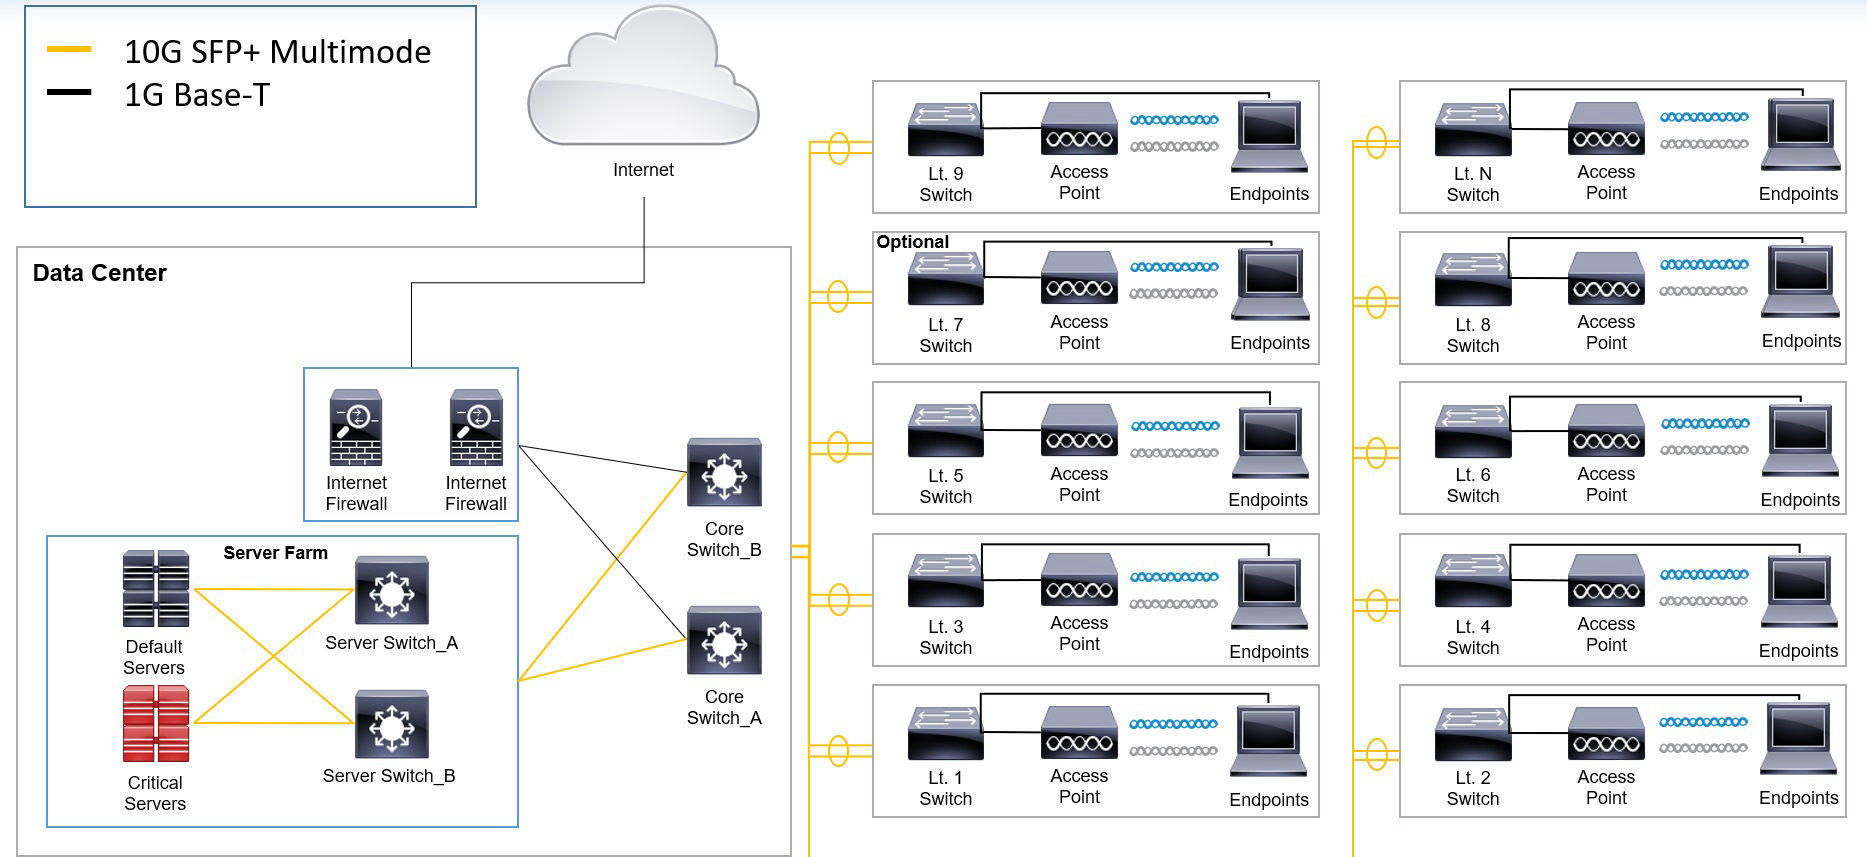 10G SFP+ Multimode
1G Base-T
Internet
Data Center
Internet
Firewall
Internet
Firewall
Core
Switch_B
Core
Switch_A
Server Farm
Default
Servers
Server Switch_A
Critical
Servers
Server Switch_B
Lt. 9
Switch
Access
Point
Endpoints
Lt. N
Switch
Access
Point
Endpoints
Optional
Lt. 7
Switch
Access
Point
Endpoints
Lt. 8
Switch
Access
Point
Endpoints
Lt. 5
Switch
Access
Point
Endpoints
Lt. 6
Switch
Access
Point
Endpoints
Lt. 3
Switch
Access
Point
Endpoints
Lt. 4
Switch
Access
Point
Endpoints
Lt. 1
Switch
Access
Point
Endpoints
Lt. 2
Switch
Access
Point
Endpoints